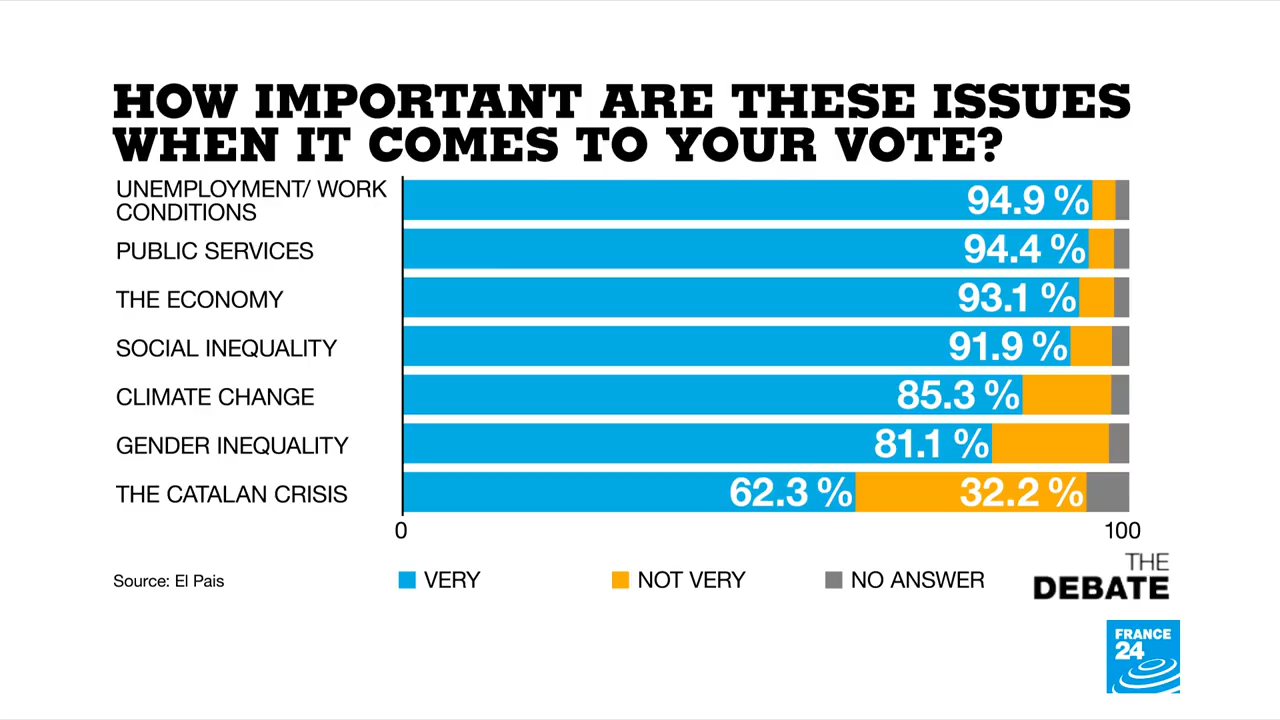 HOW IMPORTANT ARE THESE ISSUES
WHEN IT COMES TO YOUR VOTE?
UNEMPLOYMENT/ WORK
CONDITIONS
94.9 %
PUBLIC SERVICES
94.4 %
THE ECONOMY
93.1 %
SOCIAL INEQUALITY
91.9 %
CLIMATE CHANGE
85.3 %
GENDER INEQUALITY
81.1 %
THE CATALAN CRISIS
62.3 % 32.2 %
0 100
Source: El Pais
VERY NOT VERY NO ANSWER
THE
DEBATE
FRANCE
24